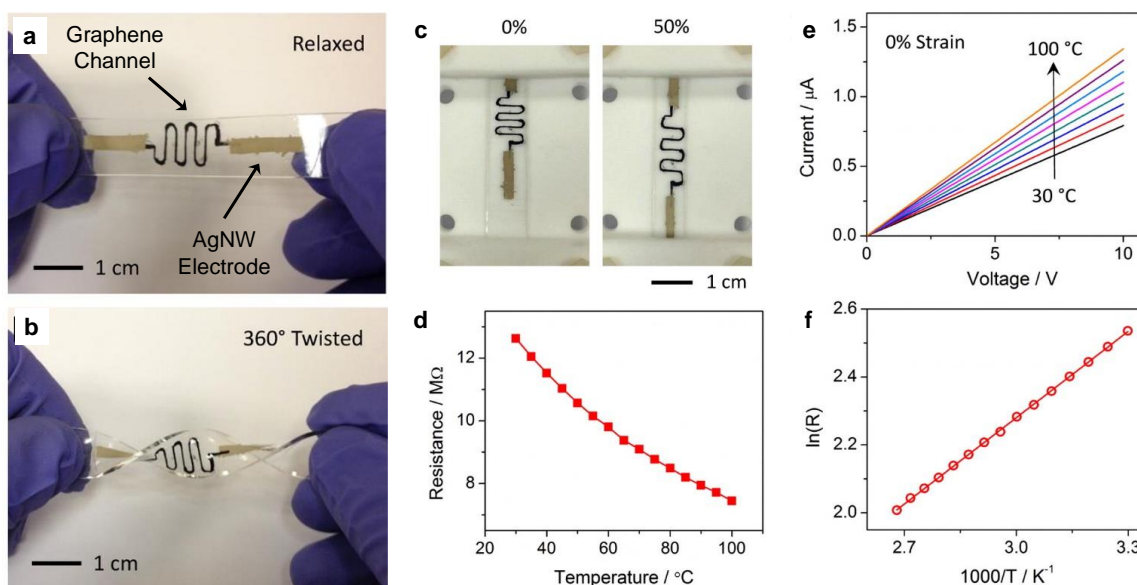 a
Graphene
Channel
Relaxed
AgNW
Electrode
1 cm
b
360° Twisted
1 cm
c
0%
50%
1 cm
d
12
10
8
20
40
60
80
100
Resistance / MΩ
Temperature / °C
e
0% Strain
100 °C
30 °C
1.5
1.0
0.5
0.0
0
5
10
Current / μA
Voltage / V
f
2.6
2.4
2.2
2.0
2.7
3.0
3.3
ln(R)
1000/T / K⁻¹